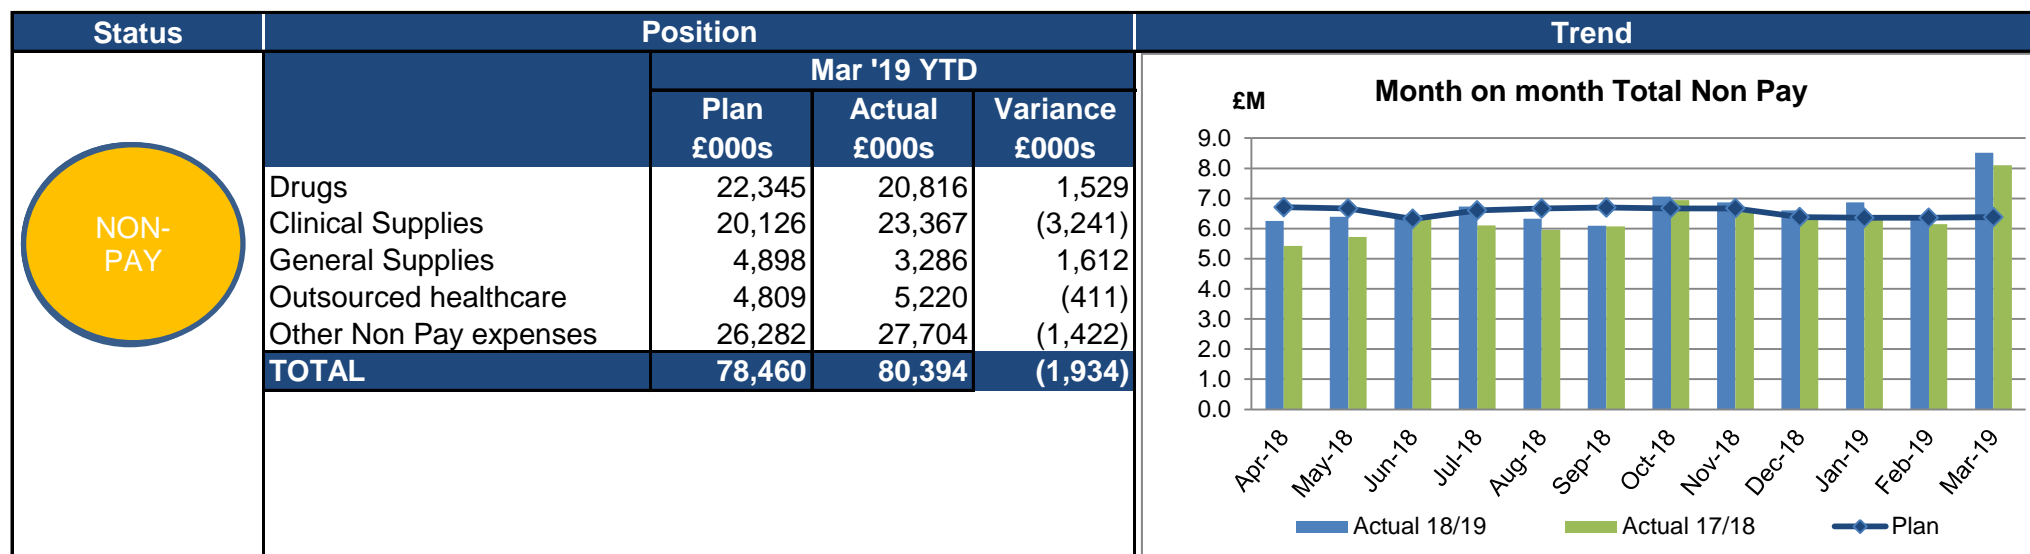 Status Position Trend
NON-
PAY
Mar '19 YTD
Plan Actual Variance
£000s £000s £000s
Drugs 22,345 20,816 1,529
Clinical Supplies 20,126 23,367 (3,241)
General Supplies 4,898 3,286 1,612
Outsourced healthcare 4,809 5,220 (411)
Other Non Pay expenses 26,282 27,704 (1,422)
TOTAL 78,460 80,394 (1,934)
£M Month on month Total Non Pay
9.0
8.0
7.0
6.0
5.0
4.0
3.0
2.0
1.0
0.0
Apr-18 May-18 Jun-18 Jul-18 Aug-18 Sep-18 Oct-18 Nov-18 Dec-18 Jan-19 Feb-19 Mar-19
Actual 18/19 Actual 17/18 Plan